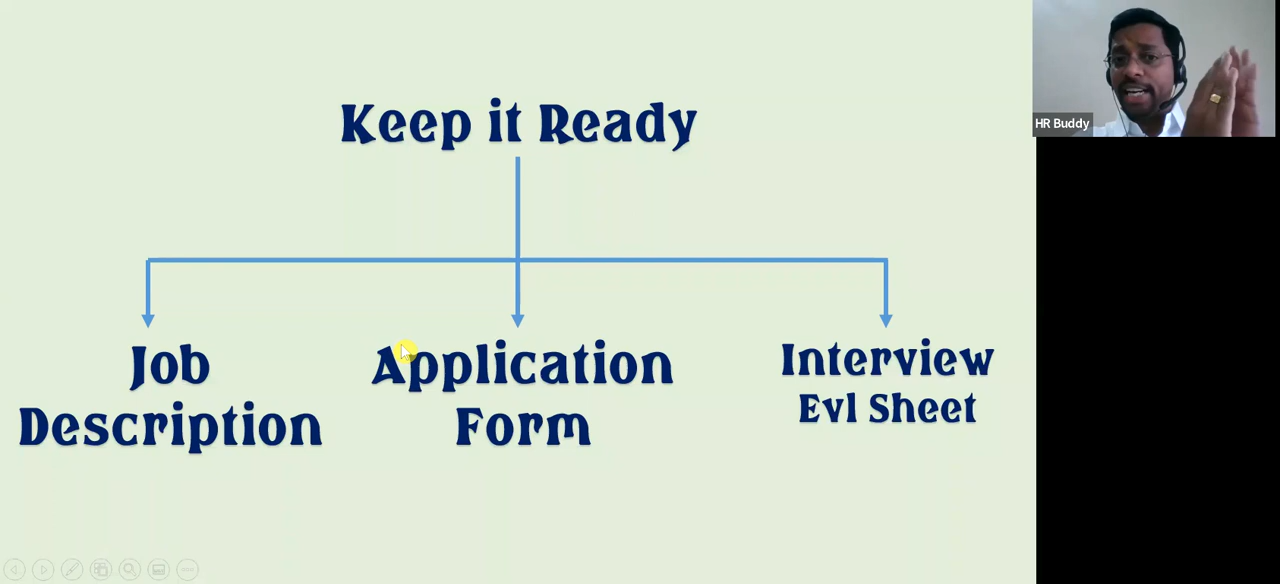 Keep it Ready
HR Buddy
Job
Description
Application
Form
Interview
Evl Sheet